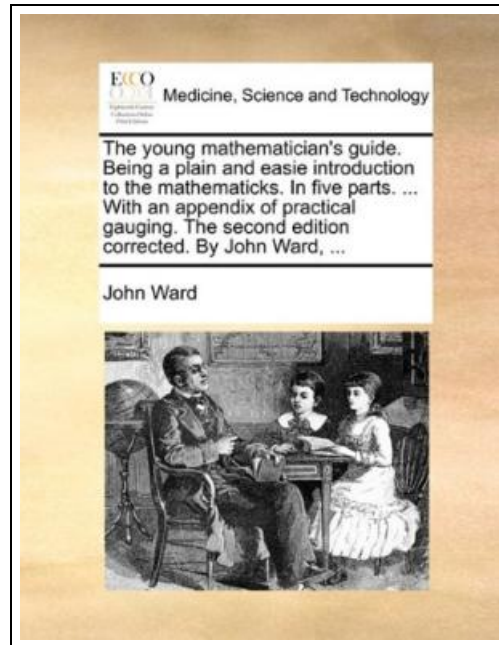 ECCO
Medicine, Science and Technology
The young mathematician's guide.
Being a plain and easie introduction
to the mathematicks. In five parts. ...
With an appendix of practical
gauging. The second edition
corrected. By John Ward, ...
John Ward